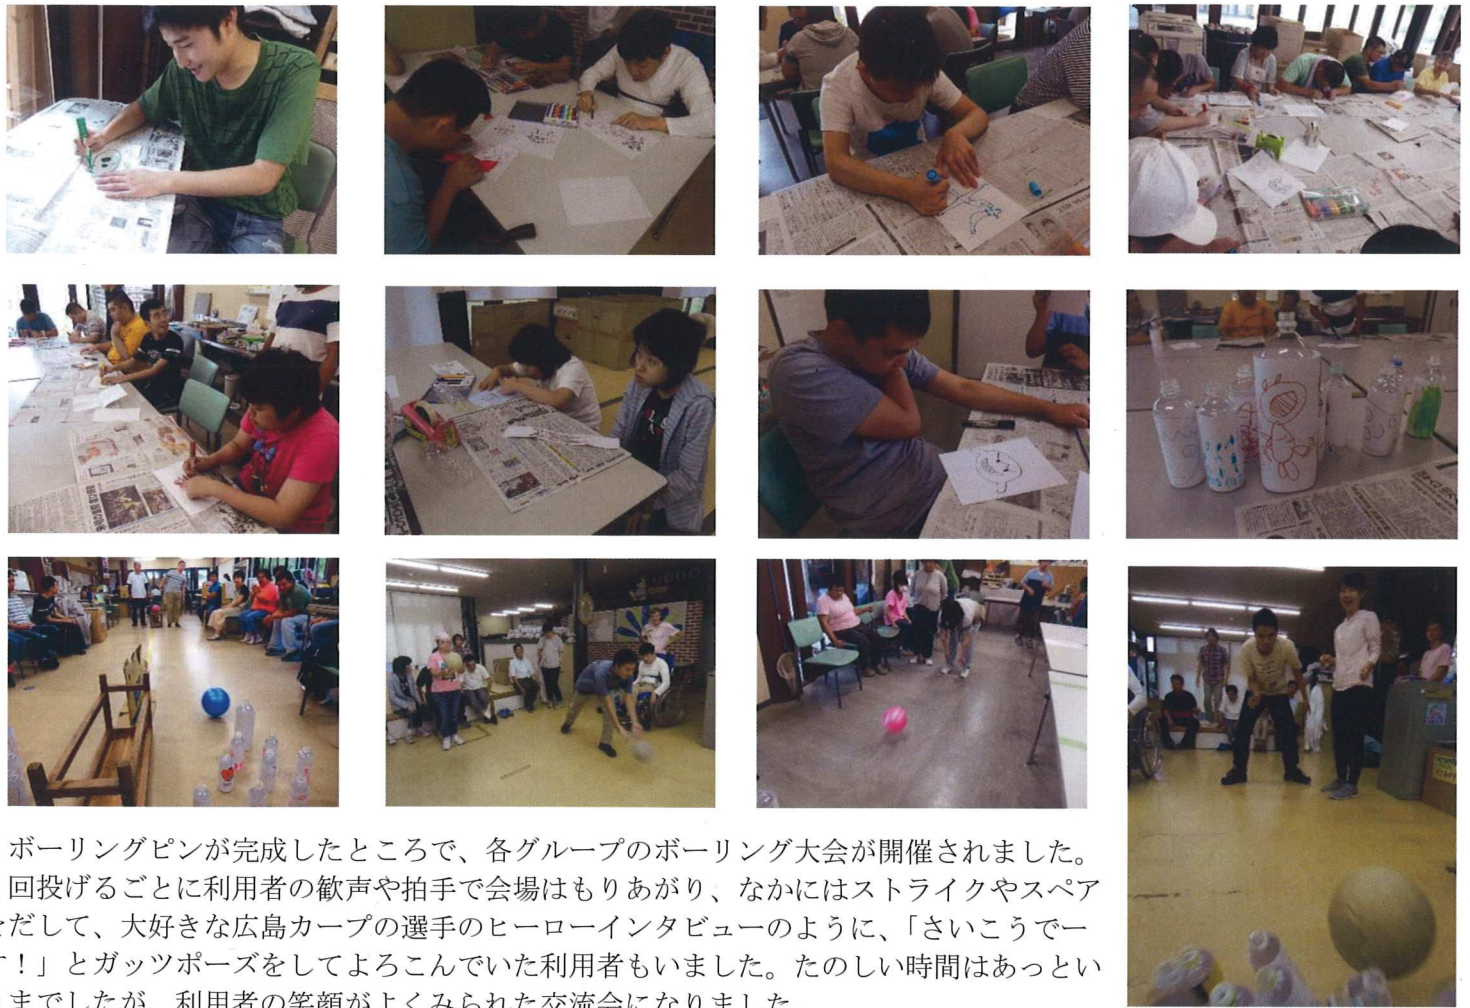 ボーリングピンが完成したところで、各グループのボーリング大会が開催されました。
回投げるごとに利用者の歓声や拍手で会場はもりあがり、なかにはストライクやスペア
だして、大好きな広島カープの選手のヒーローインタビューのように、「さいこうでー
！」とガッツポーズをしてよろこんでいた利用者もいました。たのしい時間はあっとい
までしたが、利用者の笑顔がよくみられた交流会になりました